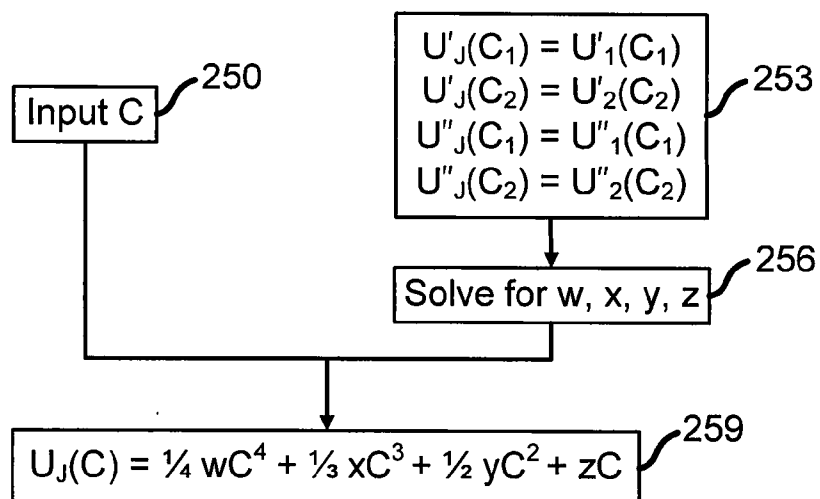 250
Input C
U′J(C₁) = U′₁(C₁)
U′J(C₂) = U′₂(C₂)
U″J(C₁) = U″₁(C₁)
U″J(C₂) = U″₂(C₂)
253
256
Solve for w, x, y, z
259
UJ(C) = ¼ wC⁴ + ⅓ xC³ + ½ yC² + zC